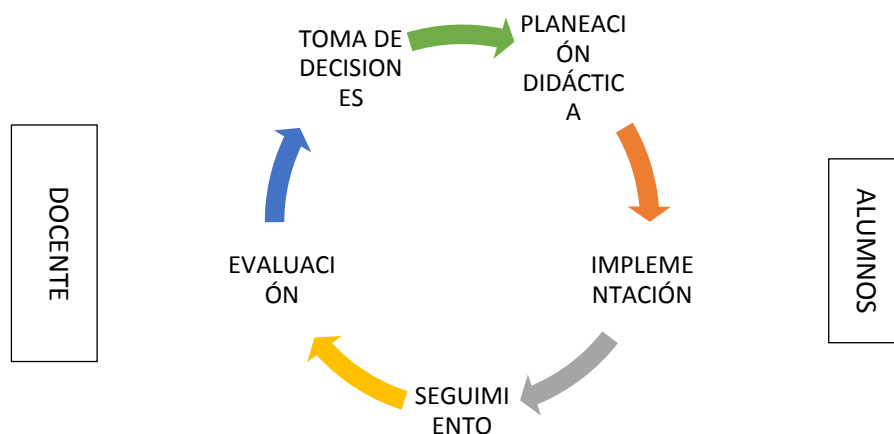 TOMA DE
DECISION
ES
PLANEACI
ÓN
DIDÁCTIC
A
DOCENTE
EVALUACI
ÓN
IMPLEME
NTACIÓN
ALUMNOS
SEGUIMI
ENTO